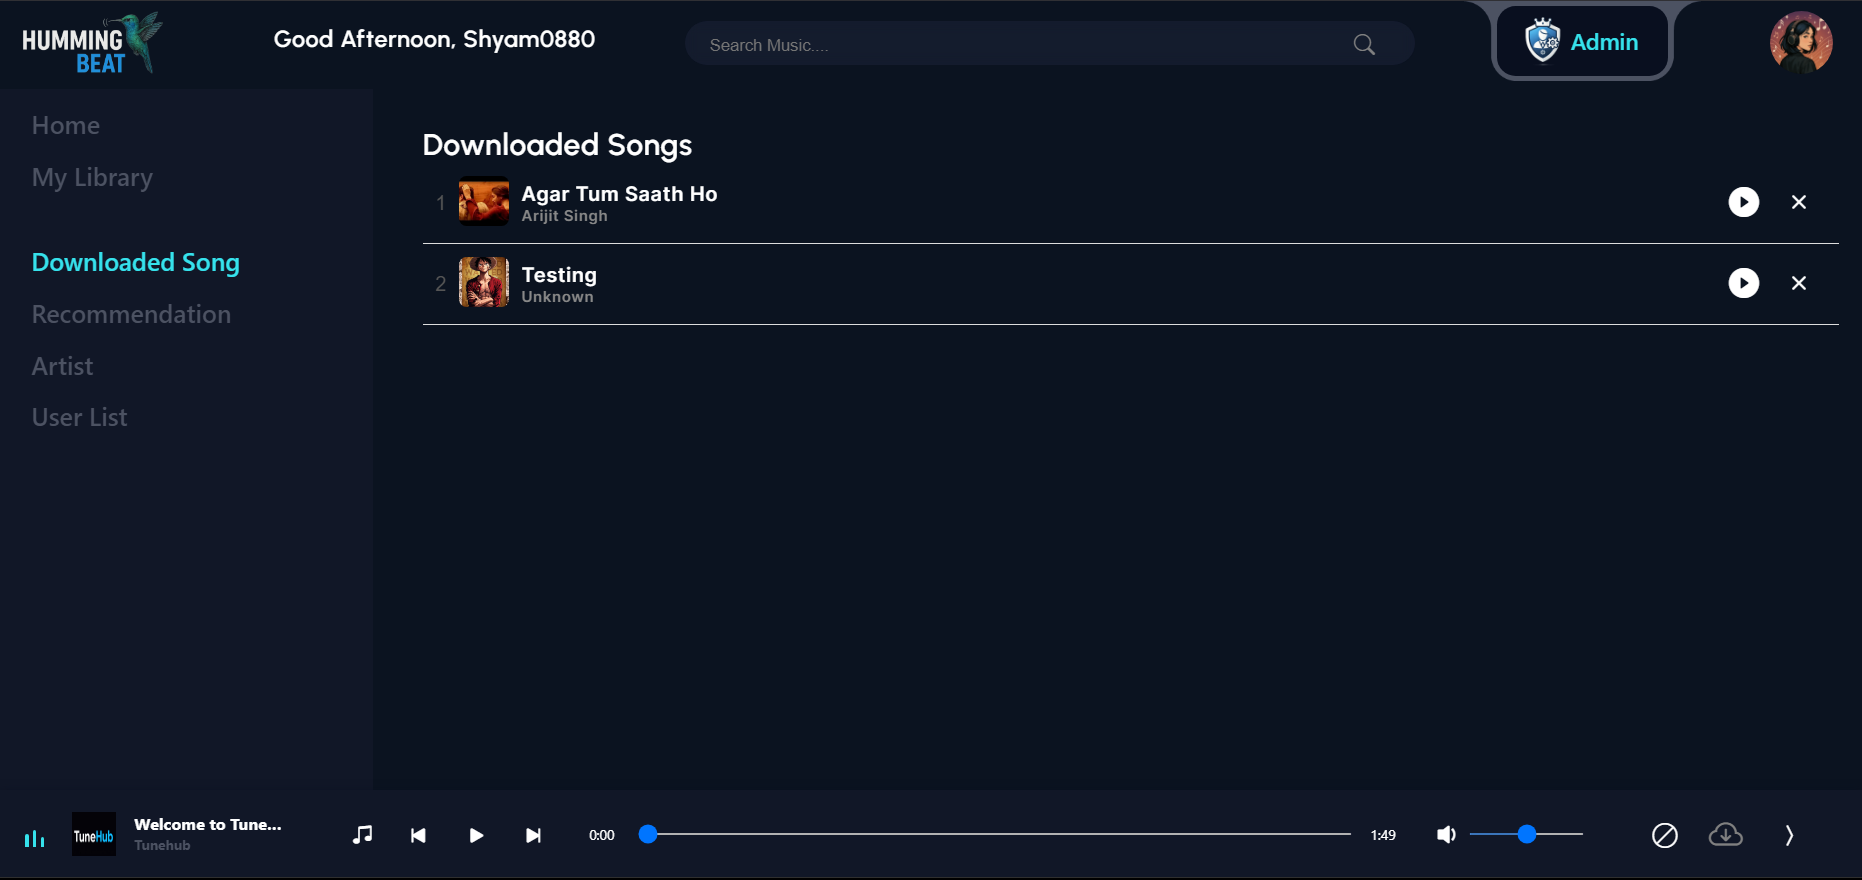 HUMMING
BEAT
Good Afternoon, Shyam0880
Search Music....
Admin
Home
My Library
Downloaded Song
Recommendation
Artist
User List
Downloaded Songs
1
Agar Tum Saath Ho
Arijit Singh
2
Testing
Unknown
TuneHub
Welcome to Tune...
Tunehub
0:00
1:49